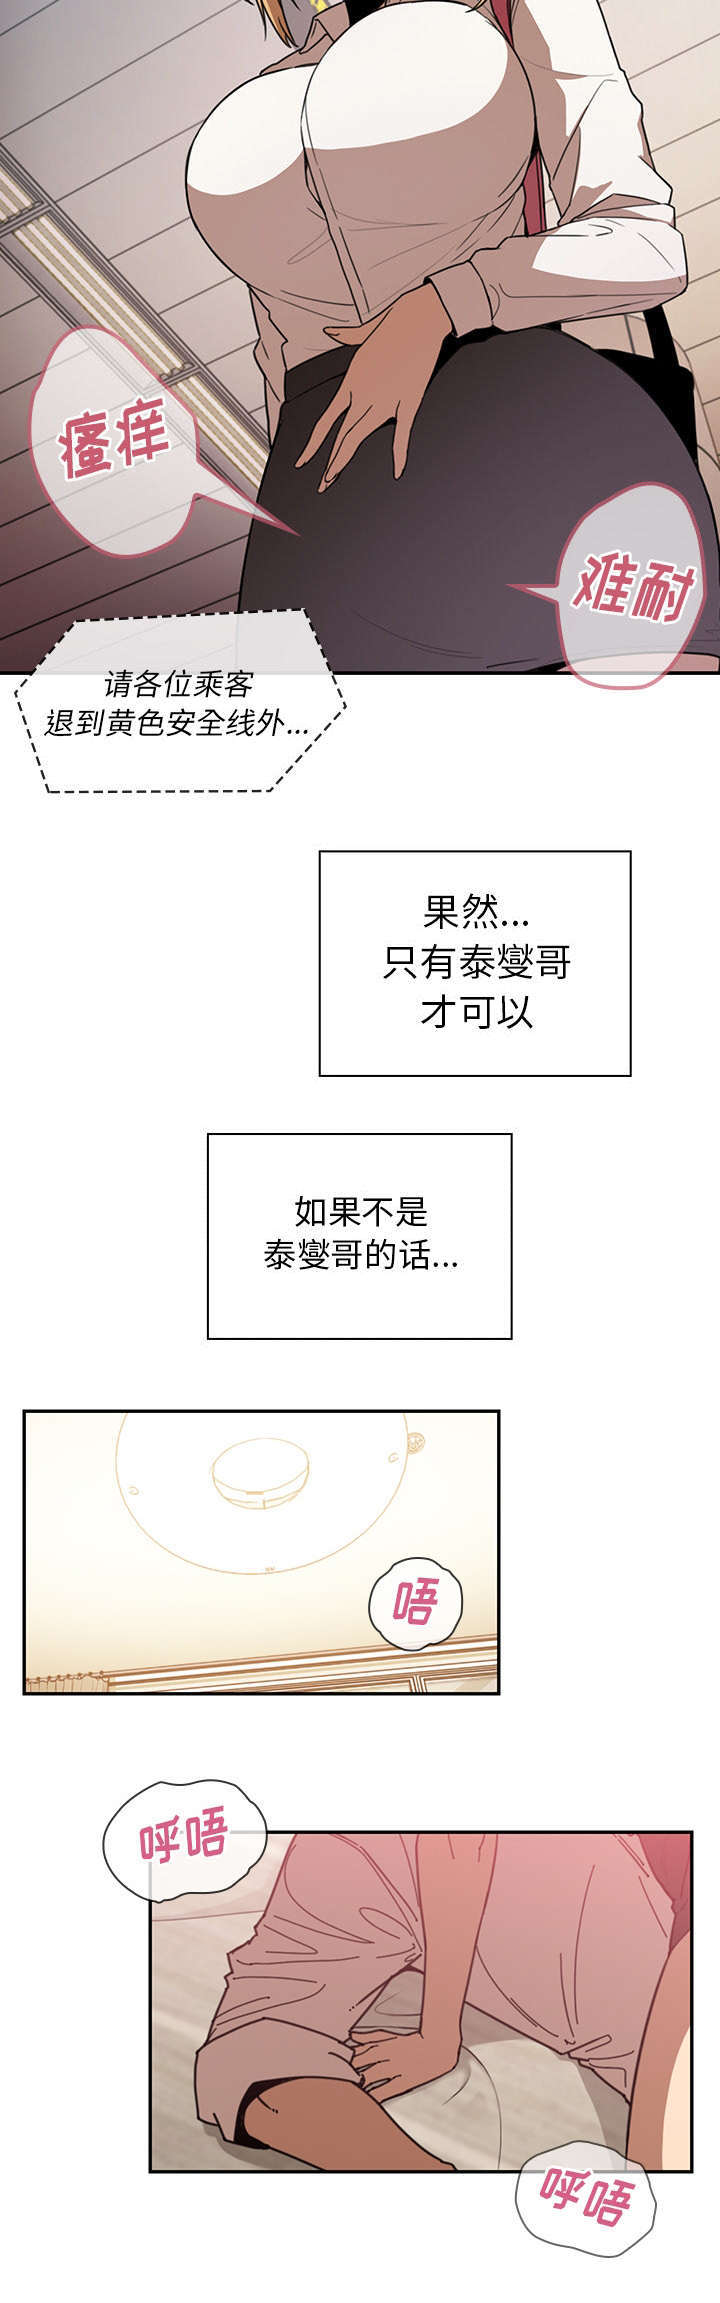 瘙痒
难耐
请各位乘客
退到黄色安全线外...
果然...
只有泰燮哥
才可以
如果不是
泰燮哥的话...
唔
呼唔
呼唔